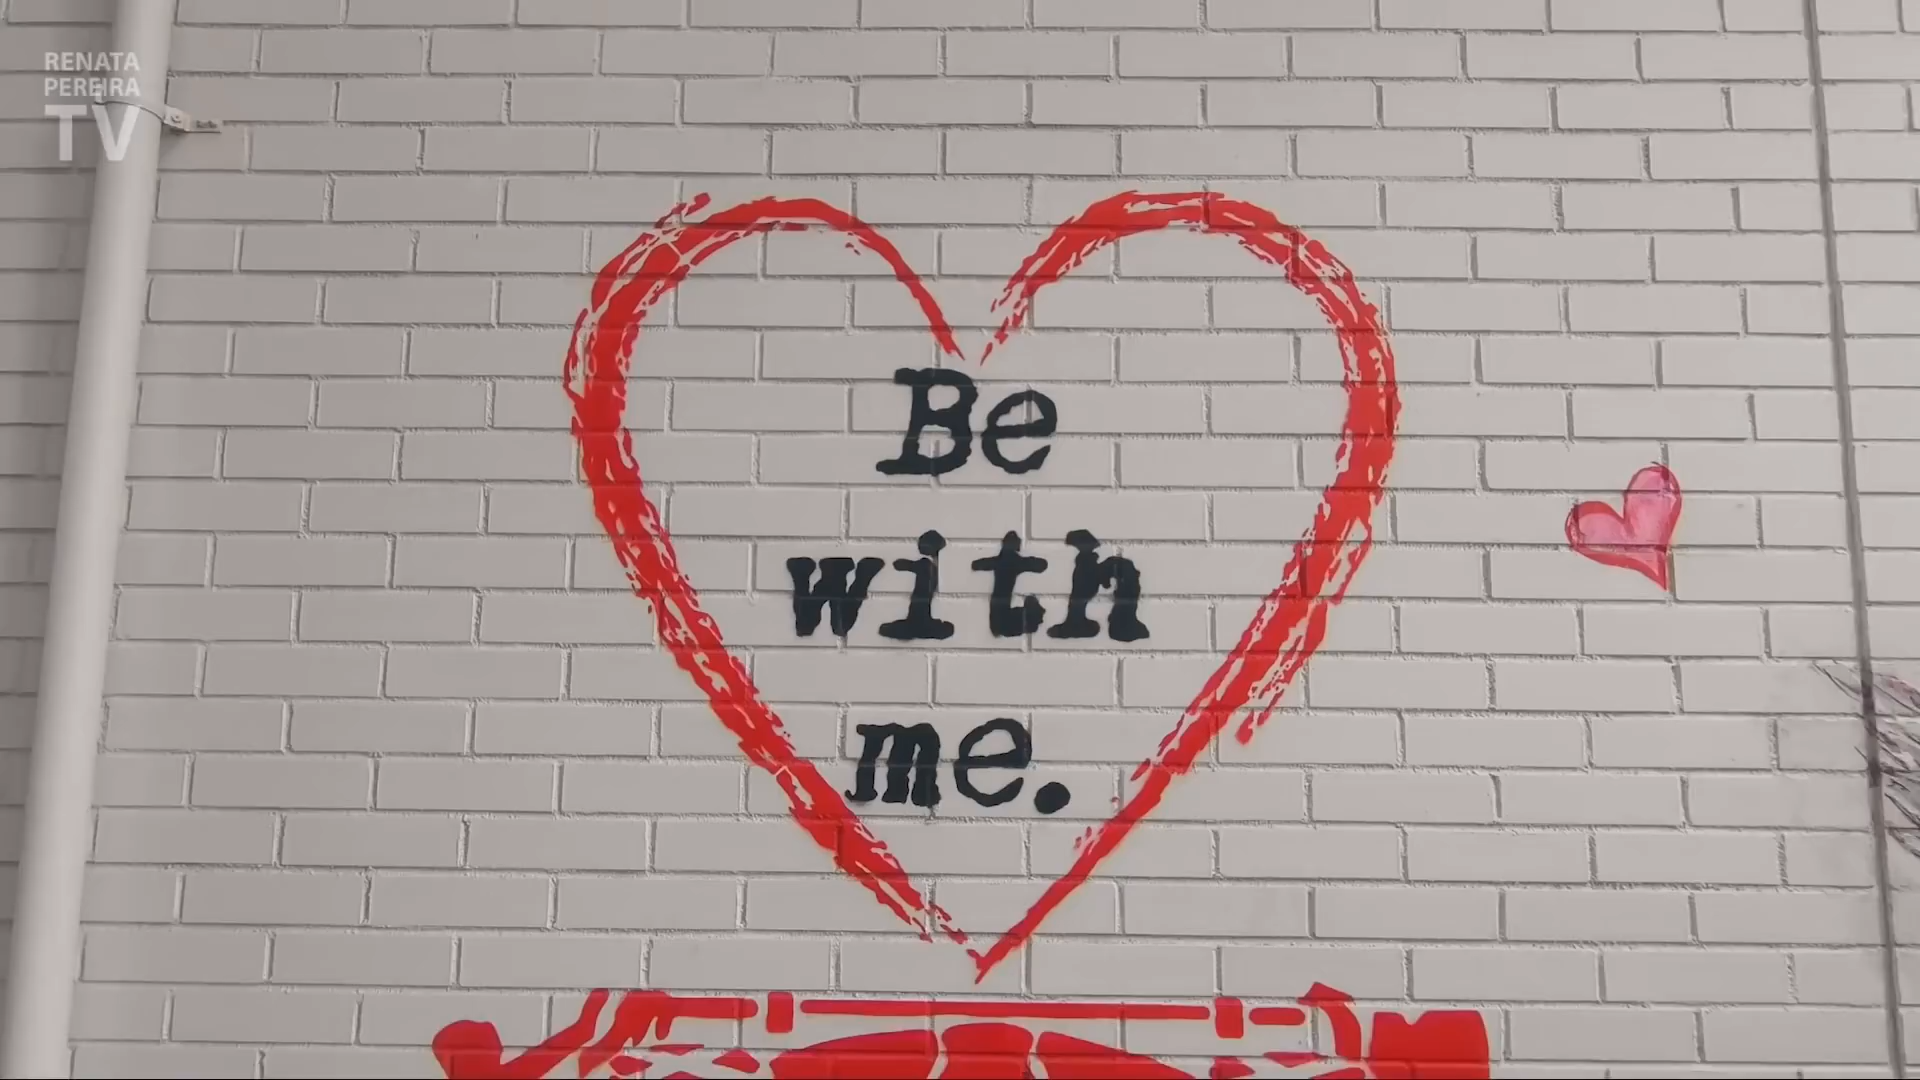 RENATA
PEREIRA
TV
Be
with
me.